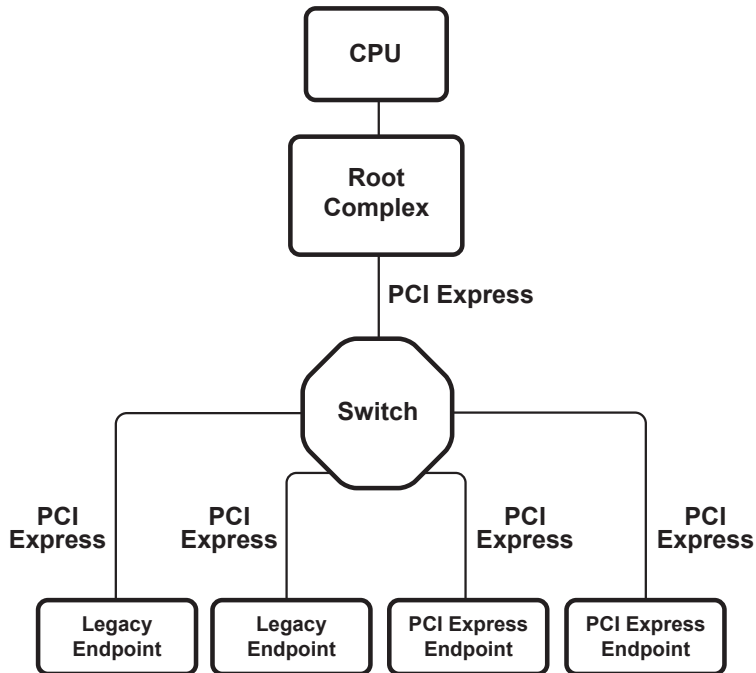 CPU
Root
Complex
PCI Express
Switch
PCI
Express
PCI
Express
PCI
Express
PCI
Express
Legacy
Endpoint
Legacy
Endpoint
PCI Express
Endpoint
PCI Express
Endpoint